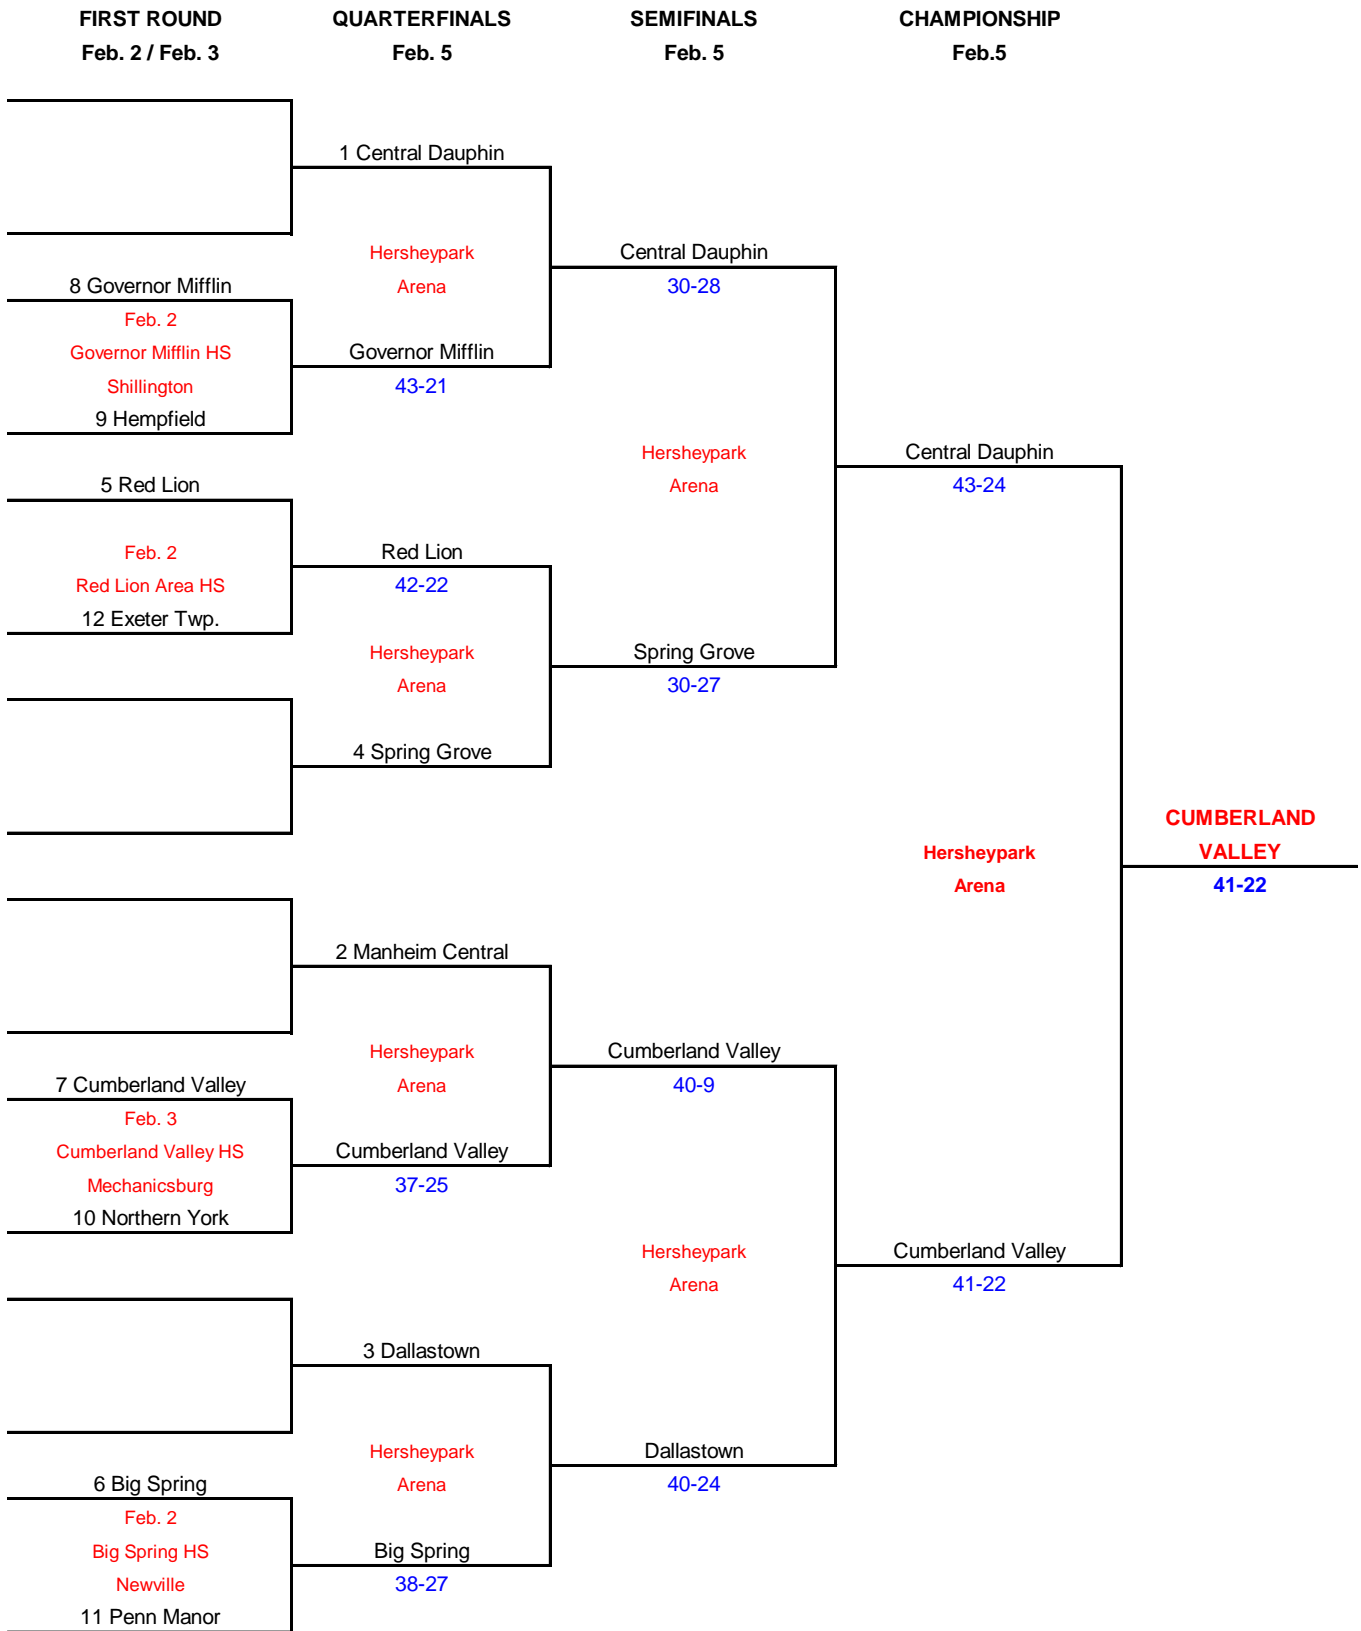 FIRST ROUND
QUARTERFINALS
SEMIFINALS
CHAMPIONSHIP
Feb. 2 / Feb. 3
Feb. 5
Feb. 5
Feb.5
1 Central Dauphin
Hersheypark
Arena
Central Dauphin
30-28
8 Governor Mifflin
Feb. 2
Governor Mifflin HS
Shillington
9 Hempfield
Governor Mifflin
43-21
Hersheypark
Arena
Central Dauphin
43-24
5 Red Lion
Feb. 2
Red Lion Area HS
12 Exeter Twp.
Red Lion
42-22
Hersheypark
Arena
Spring Grove
30-27
4 Spring Grove
Hersheypark
Arena
CUMBERLAND
VALLEY
41-22
2 Manheim Central
Hersheypark
Arena
Cumberland Valley
40-9
7 Cumberland Valley
Feb. 3
Cumberland Valley HS
Mechanicsburg
10 Northern York
Cumberland Valley
37-25
Hersheypark
Arena
Cumberland Valley
41-22
3 Dallastown
Hersheypark
Arena
Dallastown
40-24
6 Big Spring
Feb. 2
Big Spring HS
Newville
11 Penn Manor
Big Spring
38-27